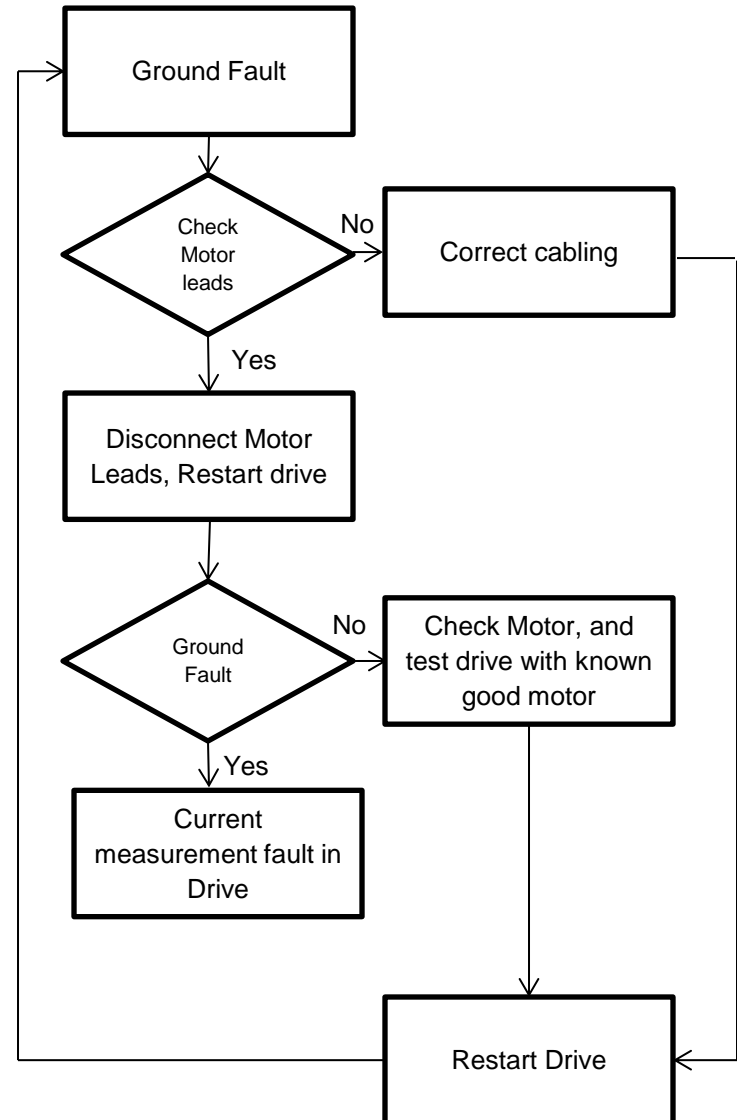 Ground Fault
Check
Motor
leads
No
Correct cabling
Yes
Disconnect Motor
Leads, Restart drive
Ground
Fault
No
Check Motor, and
test drive with known
good motor
Yes
Current
measurement fault in
Drive
Restart Drive